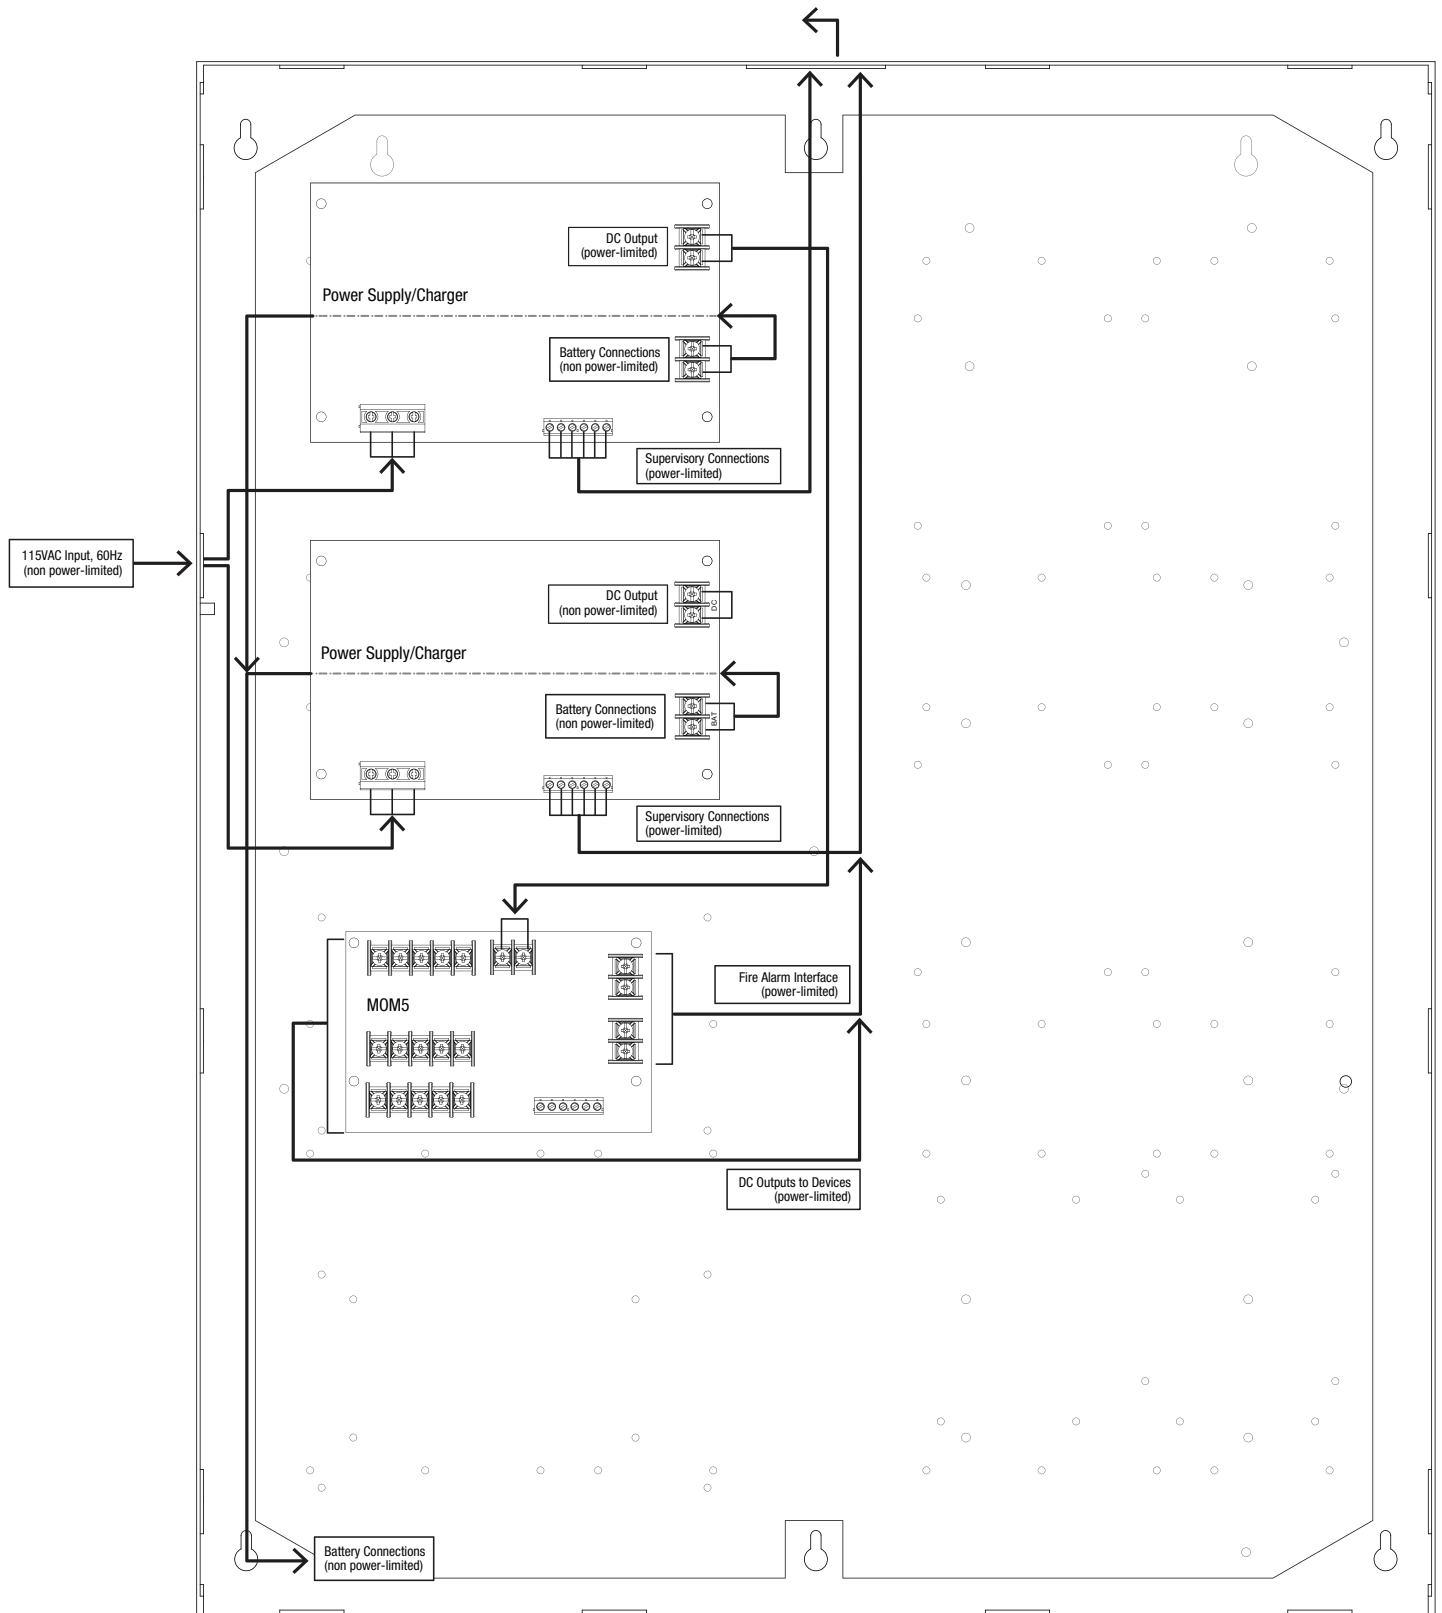 DC Output
(power-limited)
Power Supply/Charger
Battery Connections
(non power-limited)
Supervisory Connections
(power-limited)
115VAC Input, 60Hz
(non power-limited)
DC Output
(non power-limited)
DC
Power Supply/Charger
Battery Connections
(non power-limited)
BAT
Supervisory Connections
(power-limited)
Fire Alarm Interface
(power-limited)
MOM5
DC Outputs to Devices
(power-limited)
Battery Connections
(non power-limited)